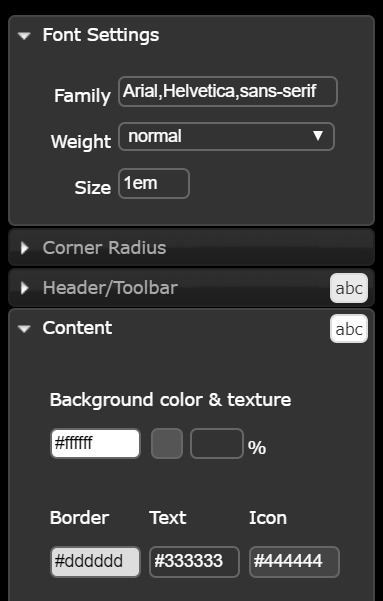 Font Settings
Family Arial,Helvetica,sans-serif
Weight normal
Size 1em
Corner Radius
Header/Toolbar abc
Content abc
Background color & texture
#ffffff %
Border Text Icon
#dddddd #333333 #444444